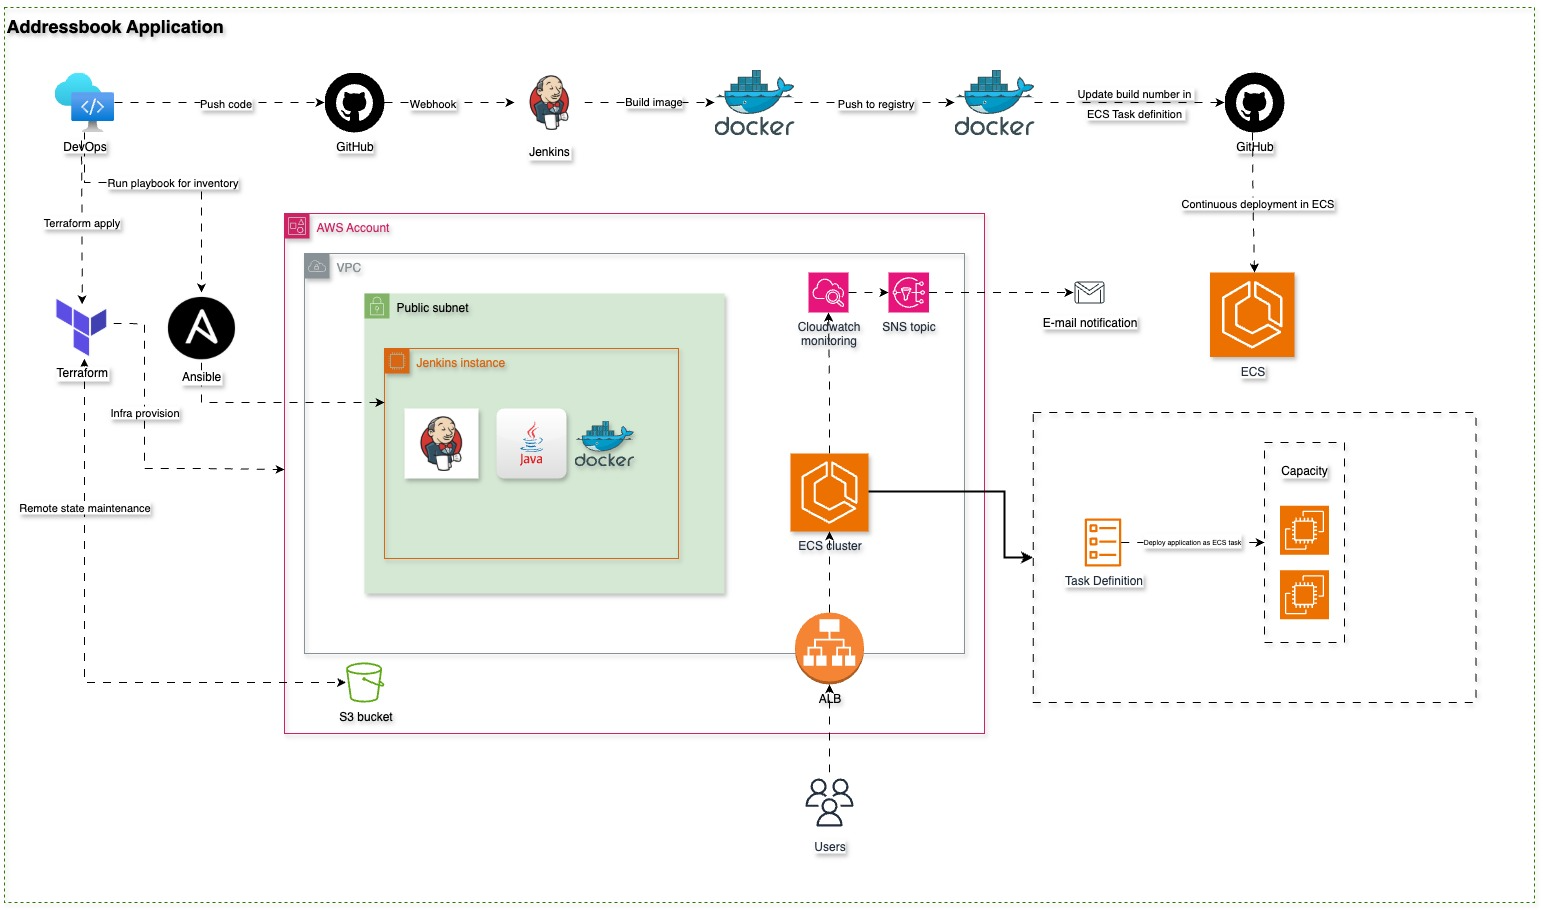 Addressbook Application
Push code
Webhook
Build image
Push to registry
Update build number in
ECS Task definition
docker
docker
DevOps
GitHub
Jenkins
GitHub
Run playbook for inventory
Terraform apply
Continuous deployment in ECS
AWS Account
VPC
Public subnet
Cloudwatch
monitoring
SNS topic
E-mail notification
Jenkins instance
Terraform
Ansible
ECS
Infra provision
Java
docker
Capacity
Remote state maintenance
ECS cluster
Deploy application as ECS task
Task Definition
ALB
S3 bucket
Users